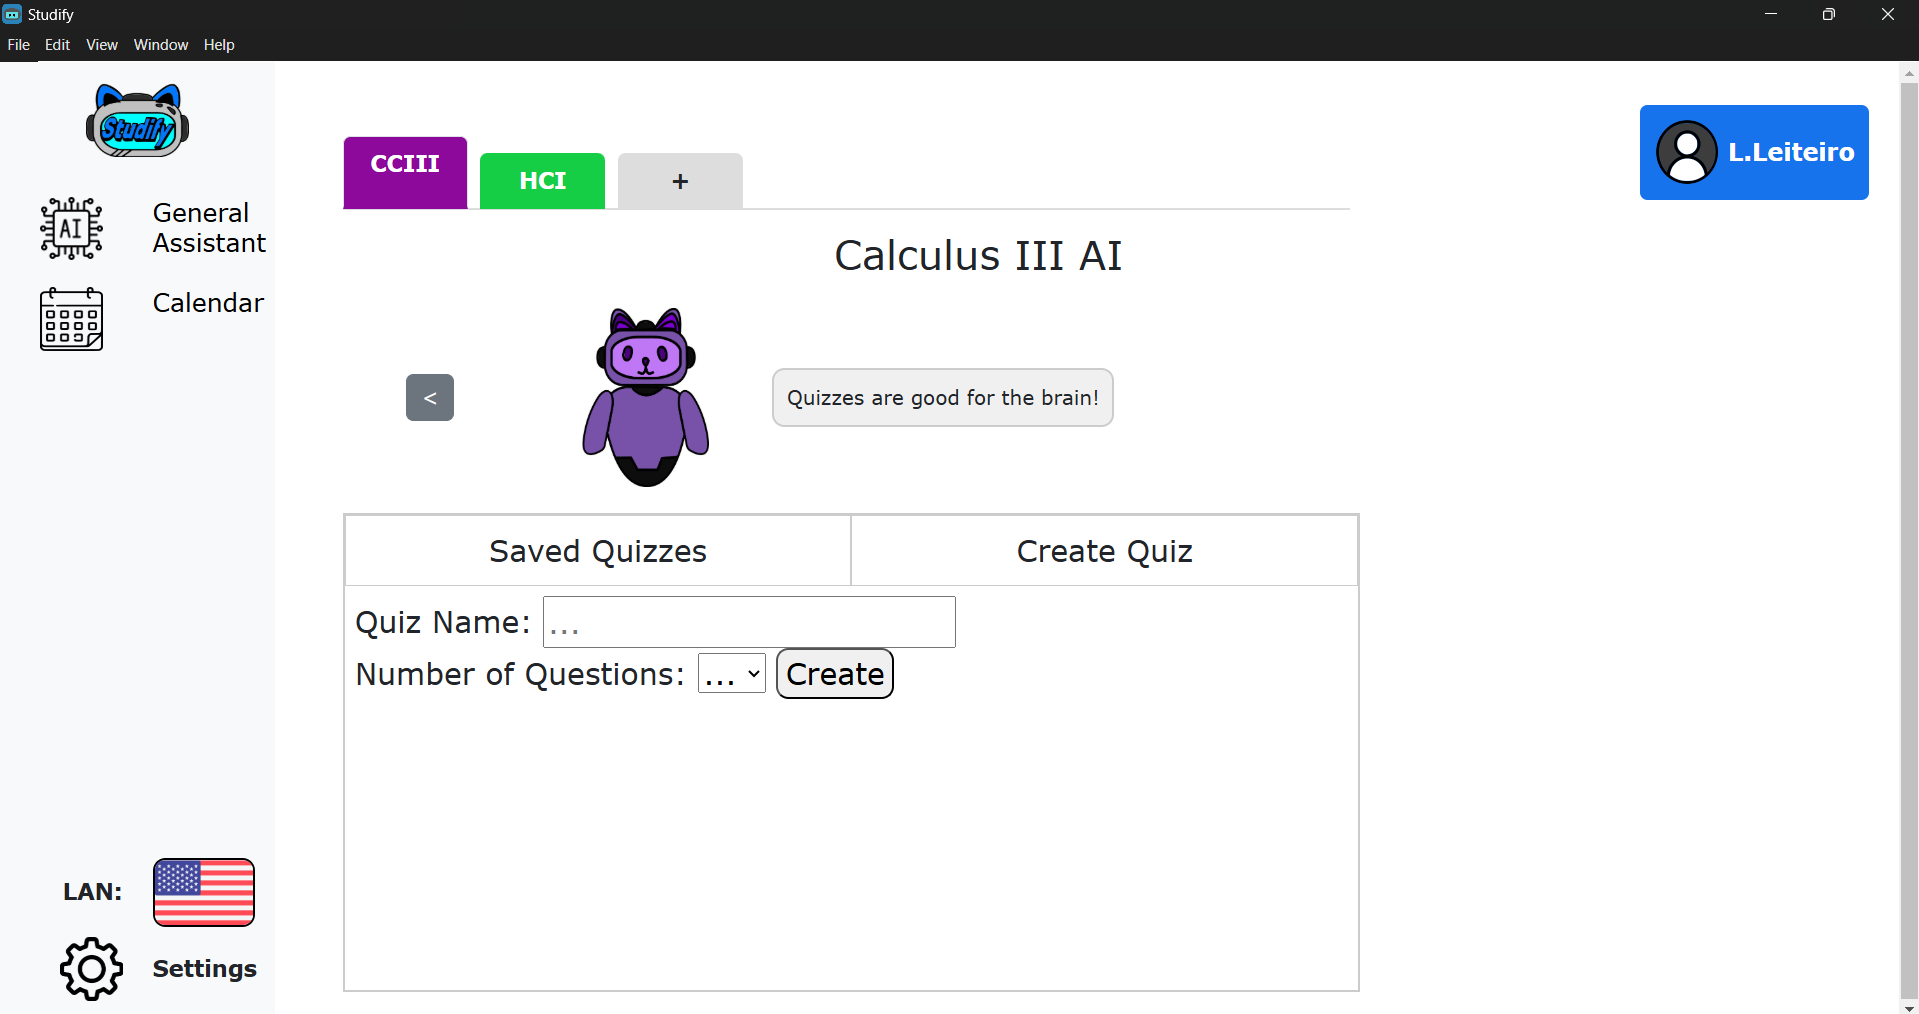 Studify
File Edit View Window Help
Studify
General
Assistant
Calendar
LAN:
Settings
CCIII
HCI
+
L.Leiteiro
Calculus III AI
<
Quizzes are good for the brain!
Saved Quizzes
Create Quiz
Quiz Name: ...
Number of Questions: ... Create